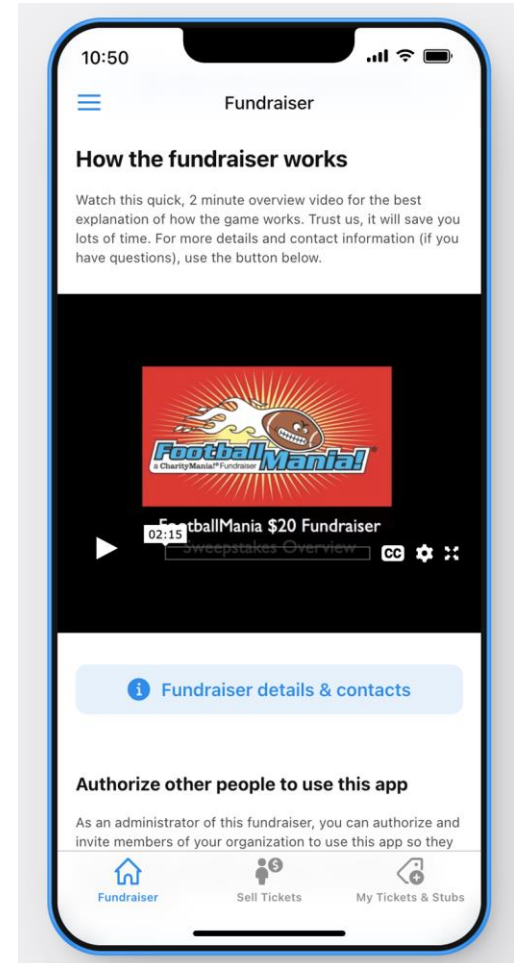 10:50
Fundraiser
How the fundraiser works
Watch this quick, 2 minute overview video for the best
explanation of how the game works. Trust us, it will save you
lots of time. For more details and contact information (if you
have questions), use the button below.
FootballMania!®
a CharityMania!® Fundraiser
FootballMania $20 Fundraiser
02:15
Sweepstakes Overview
CC
Fundraiser details & contacts
Authorize other people to use this app
As an administrator of this fundraiser, you can authorize and
invite members of your organization to use this app so they
Fundraiser
Sell Tickets
My Tickets & Stubs